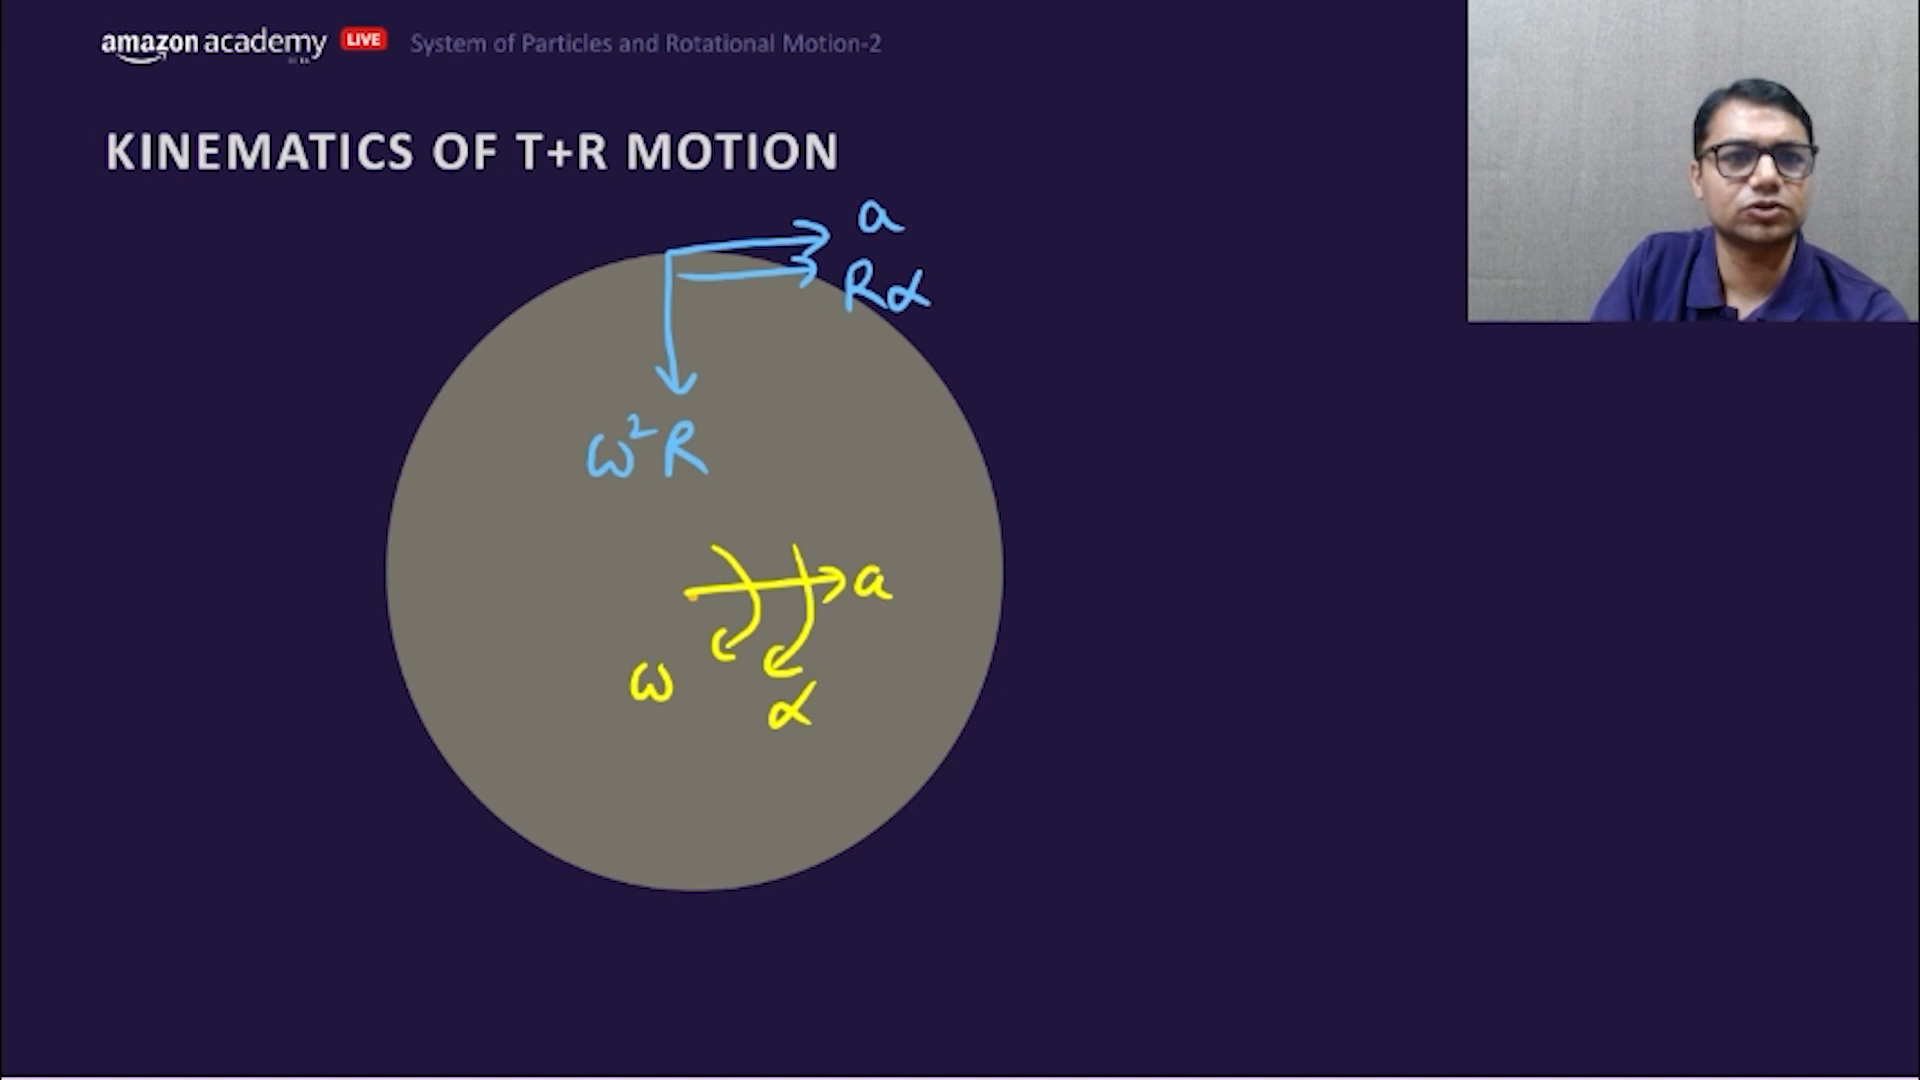 amazon academy LIVE System of Particles and Rotational Motion-2
KINEMATICS OF T+R MOTION
a
Rα
ω²R
a
ω
α